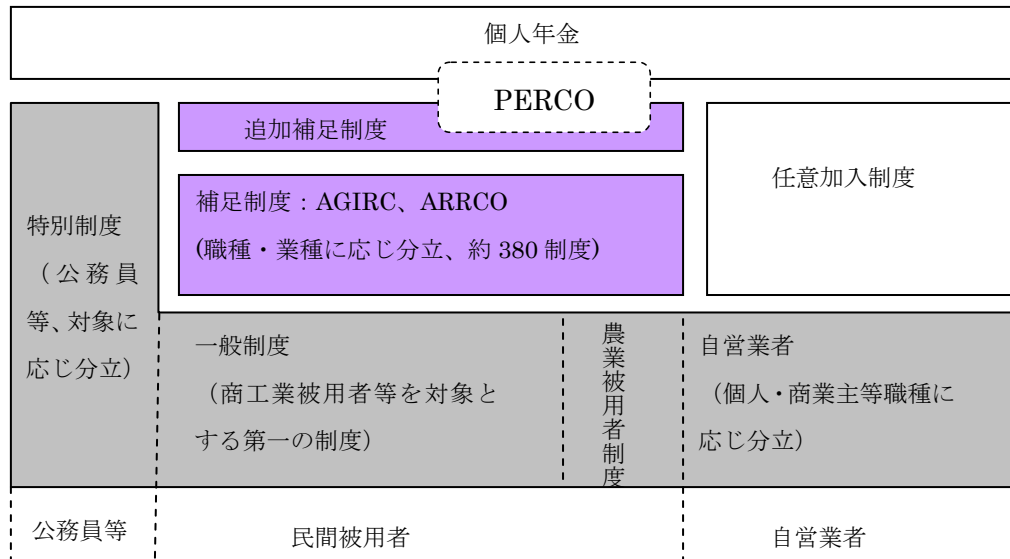 個人年金
PERCO
追加補足制度
補足制度：AGIRC、ARRCO
(職種・業種に応じ分立、約 380 制度)
任意加入制度
特別制度
（公務員
等、対象に
応じ分立）
一般制度
（商工業被用者等を対象と
する第一の制度）
農業被用者制度
自営業者
（個人・商業主等職種に
応じ分立）
公務員等
民間被用者
自営業者